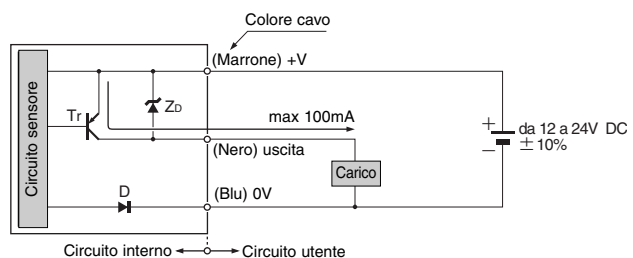 Colore cavo
(Marrone) +V
Circuito sensore
Tr
ZD
max 100mA
+
da 12 a 24V DC
± 10%
−
(Nero) uscita
Carico
D
(Blu) 0V
Circuito interno
Circuito utente